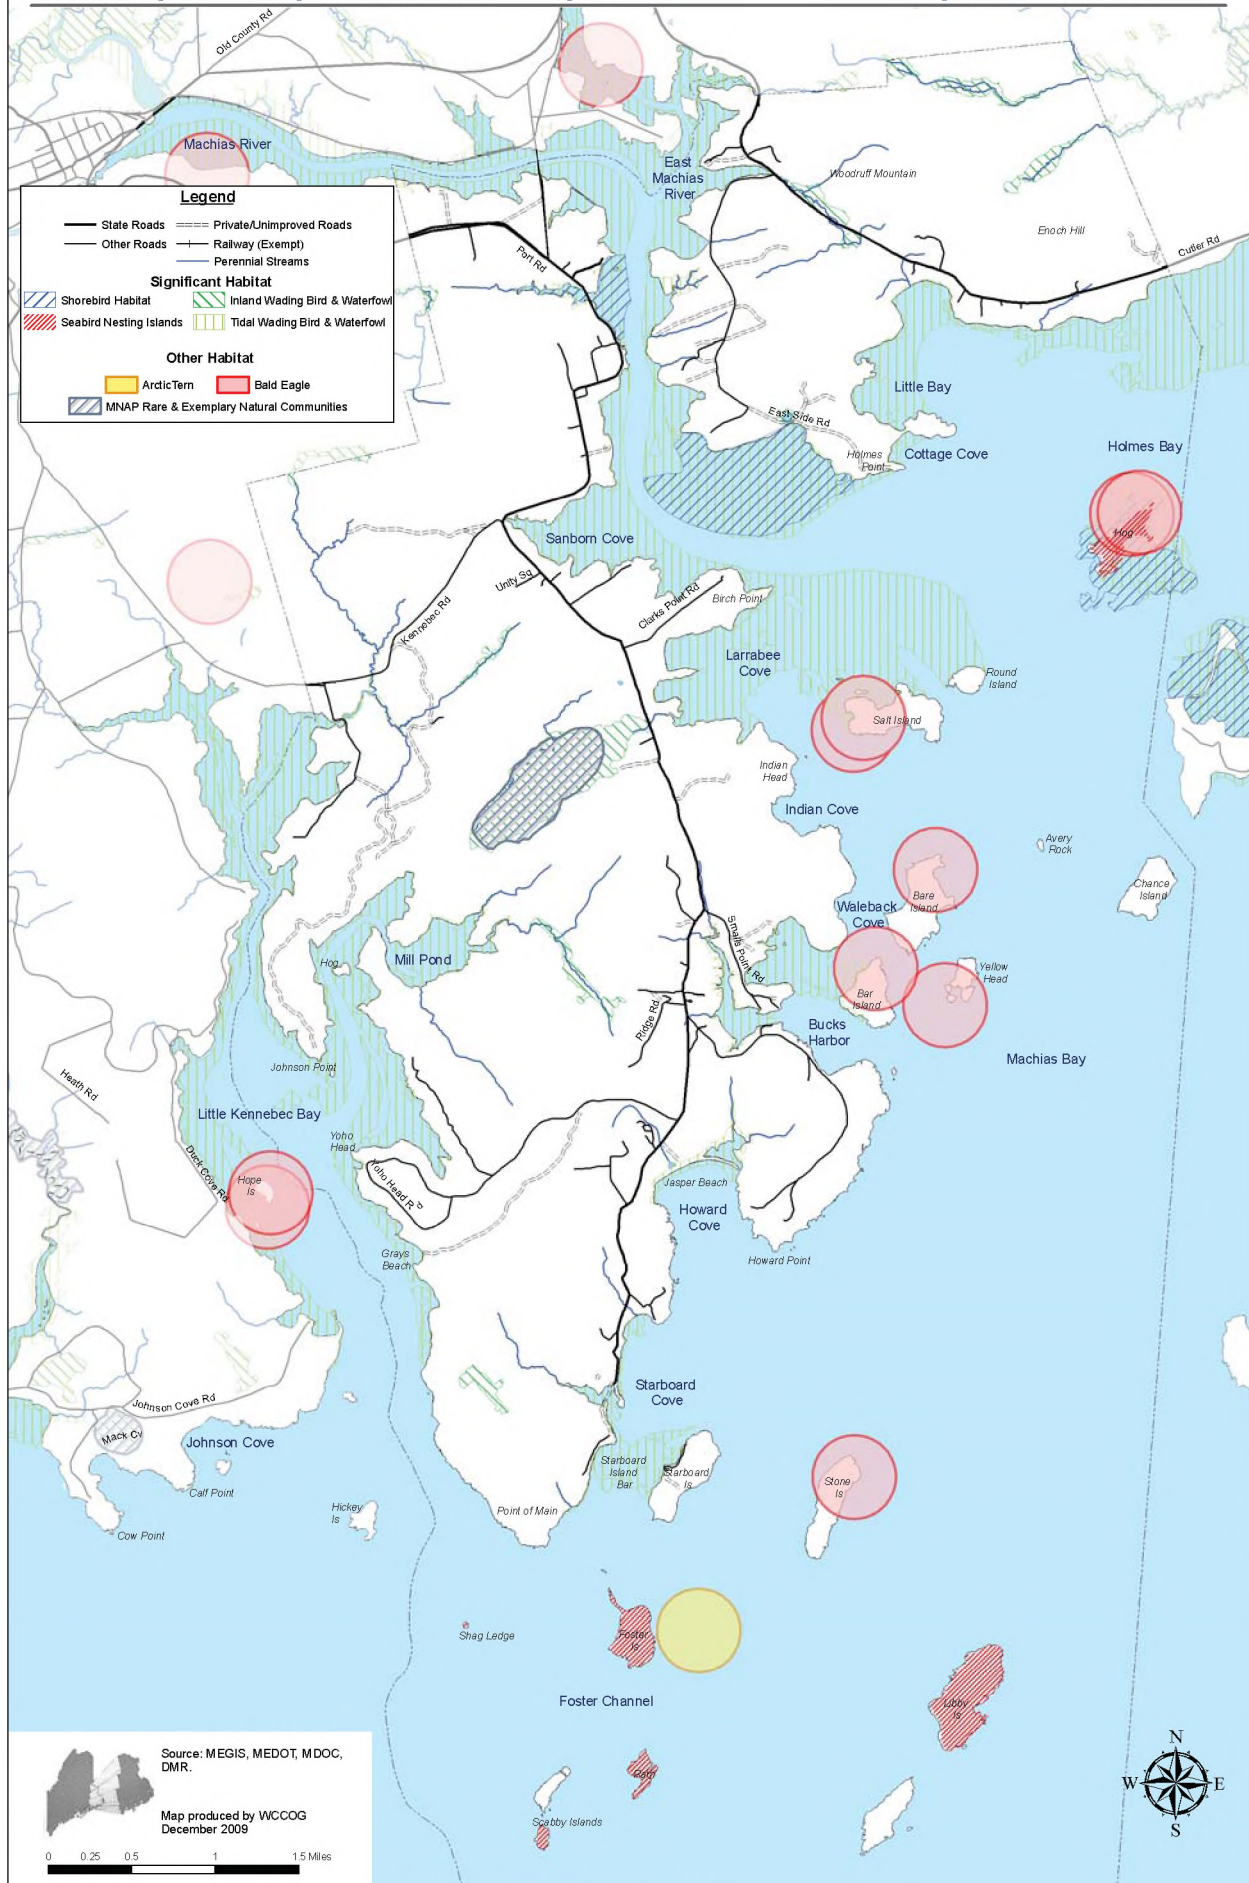 Old County Rd
Machias River
East
Machias
River
Woodruff Mountain
Enoch Hill
Cutler Rd
Port Rd
Legend
State Roads
Private/Unimproved Roads
Other Roads
Railway (Exempt)
Perennial Streams
Significant Habitat
Shorebird Habitat
Inland Wading Bird & Waterfowl
Seabird Nesting Islands
Tidal Wading Bird & Waterfowl
Other Habitat
ArcticTern
Bald Eagle
MNAP Rare & Exemplary Natural Communities
Little Bay
East Side Rd
Holmes
Point
Cottage Cove
Holmes Bay
Hog
Sanborn Cove
Unity Sq
Kennebec Rd
Clarks Point Rd
Birch Point
Larrabee
Cove
Round
Island
Salt Island
Indian
Head
Indian Cove
Avery
Rock
Chance
Island
Bare
Island
Waleback
Cove
Smalls Point Rd
Mill Pond
Hog
Yellow
Head
Bar
Island
Ridge Rd
Bucks
Harbor
Machias Bay
Johnson Point
Heath Rd
Little Kennebec Bay
Yoho
Head
Duck Cove Rd
Hope
Is
Yoho Head Rd
Jasper Beach
Howard
Cove
Howard Point
Grays
Beach
Starboard
Cove
Johnson Cove Rd
Mack Cv
Johnson Cove
Starboard
Island
Bar
Starboard
Is
Stone
Is
Calf Point
Hickey
Is
Point of Main
Cow Point
Shag Ledge
Foster
Is
Foster Channel
Libby
Is
Ram
Scabby Islands
Source: MEGIS, MEDOT, MDOC,
DMR.
Map produced by WCCOG
December 2009
0 0.25 0.5 1 1.5 Miles
N
W E
S